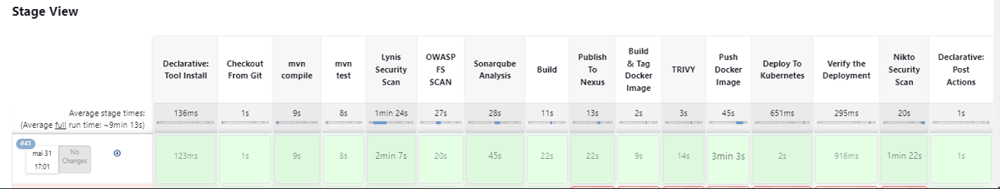 Stage View
Declarative: Tool Install
Checkout From Git
mvn compile
mvn test
Lynis Security Scan
OWASP FS SCAN
Sonarqube Analysis
Build
Publish To Nexus
Build & Tag Docker Image
TRIVY
Push Docker Image
Deploy To Kubernetes
Verify the Deployment
Nikto Security Scan
Declarative: Post Actions
Average stage times:
(Average full run time: ~9min 13s)
136ms 1s 9s 8s 1min 24s 27s 28s 11s 13s 2s 3s 45s 651ms 295ms 20s 1s
#41
mai 31
17:01
No
Changes
123ms 1s 9s 8s 2min 7s 20s 45s 22s 22s 9s 14s 3min 3s 2s 916ms 1min 22s 1s